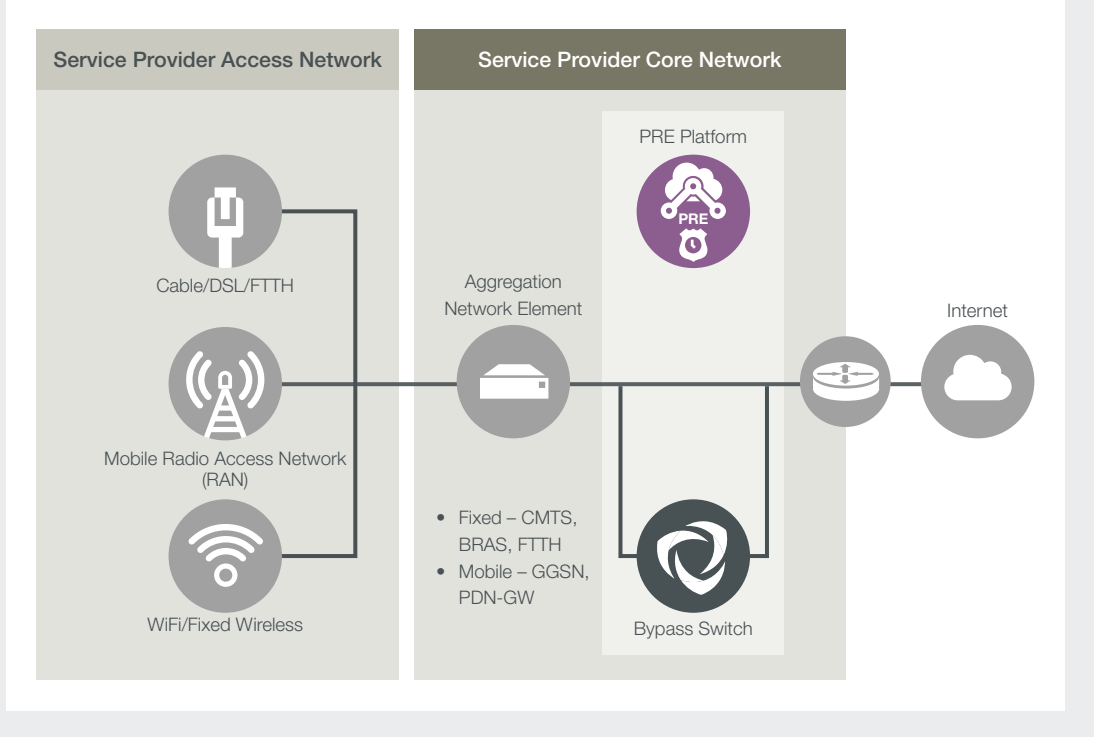 Service Provider Access Network
Service Provider Core Network
PRE Platform
PRE
Cable/DSL/FTTH
Aggregation
Network Element
Internet
Mobile Radio Access Network
(RAN)
• Fixed – CMTS,
BRAS, FTTH
• Mobile – GGSN,
PDN-GW
WiFi/Fixed Wireless
Bypass Switch